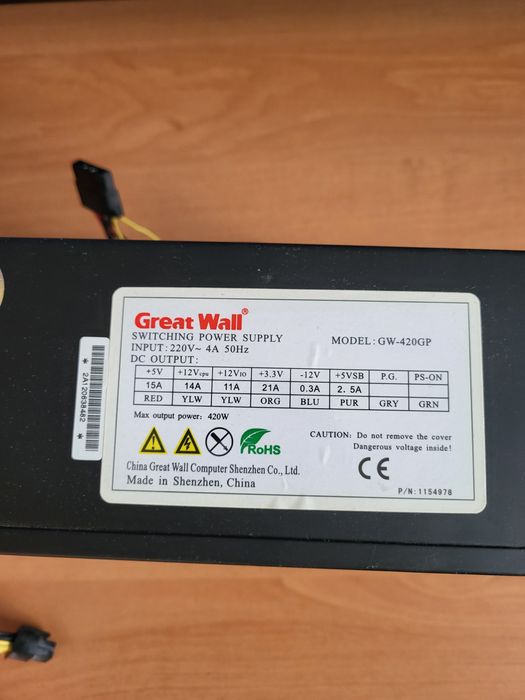 Great Wall®
SWITCHING POWER SUPPLY
MODEL: GW-420GP
INPUT: 220V~ 4A 50Hz
DC OUTPUT:
+5V +12Vcpu +12VIO +3.3V -12V +5VSB P.G. PS-ON
15A 14A 11A 21A 0.3A 2.5A
RED YLW YLW ORG BLU PUR GRY GRN
Max output power: 420W
RoHS
CAUTION: Do not remove the cover
Dangerous voltage inside!
China Great Wall Computer Shenzhen Co., Ltd.
Made in Shenzhen, China
CE
P/N:1154978
* 2A120638482 *